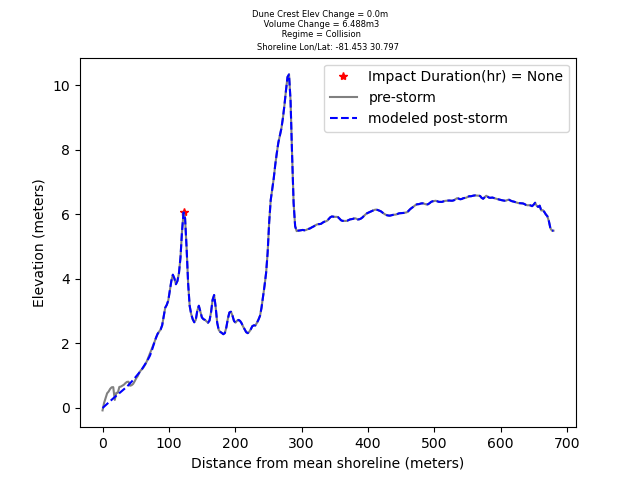 Dune Crest Elev Change = 0.0m
Volume Change = 6.488m3
Regime = Collision
Shoreline Lon/Lat: -81.453 30.797
Impact Duration(hr) = None
pre-storm
modeled post-storm
Elevation (meters)
10
8
6
4
2
0
0 100 200 300 400 500 600 700
Distance from mean shoreline (meters)